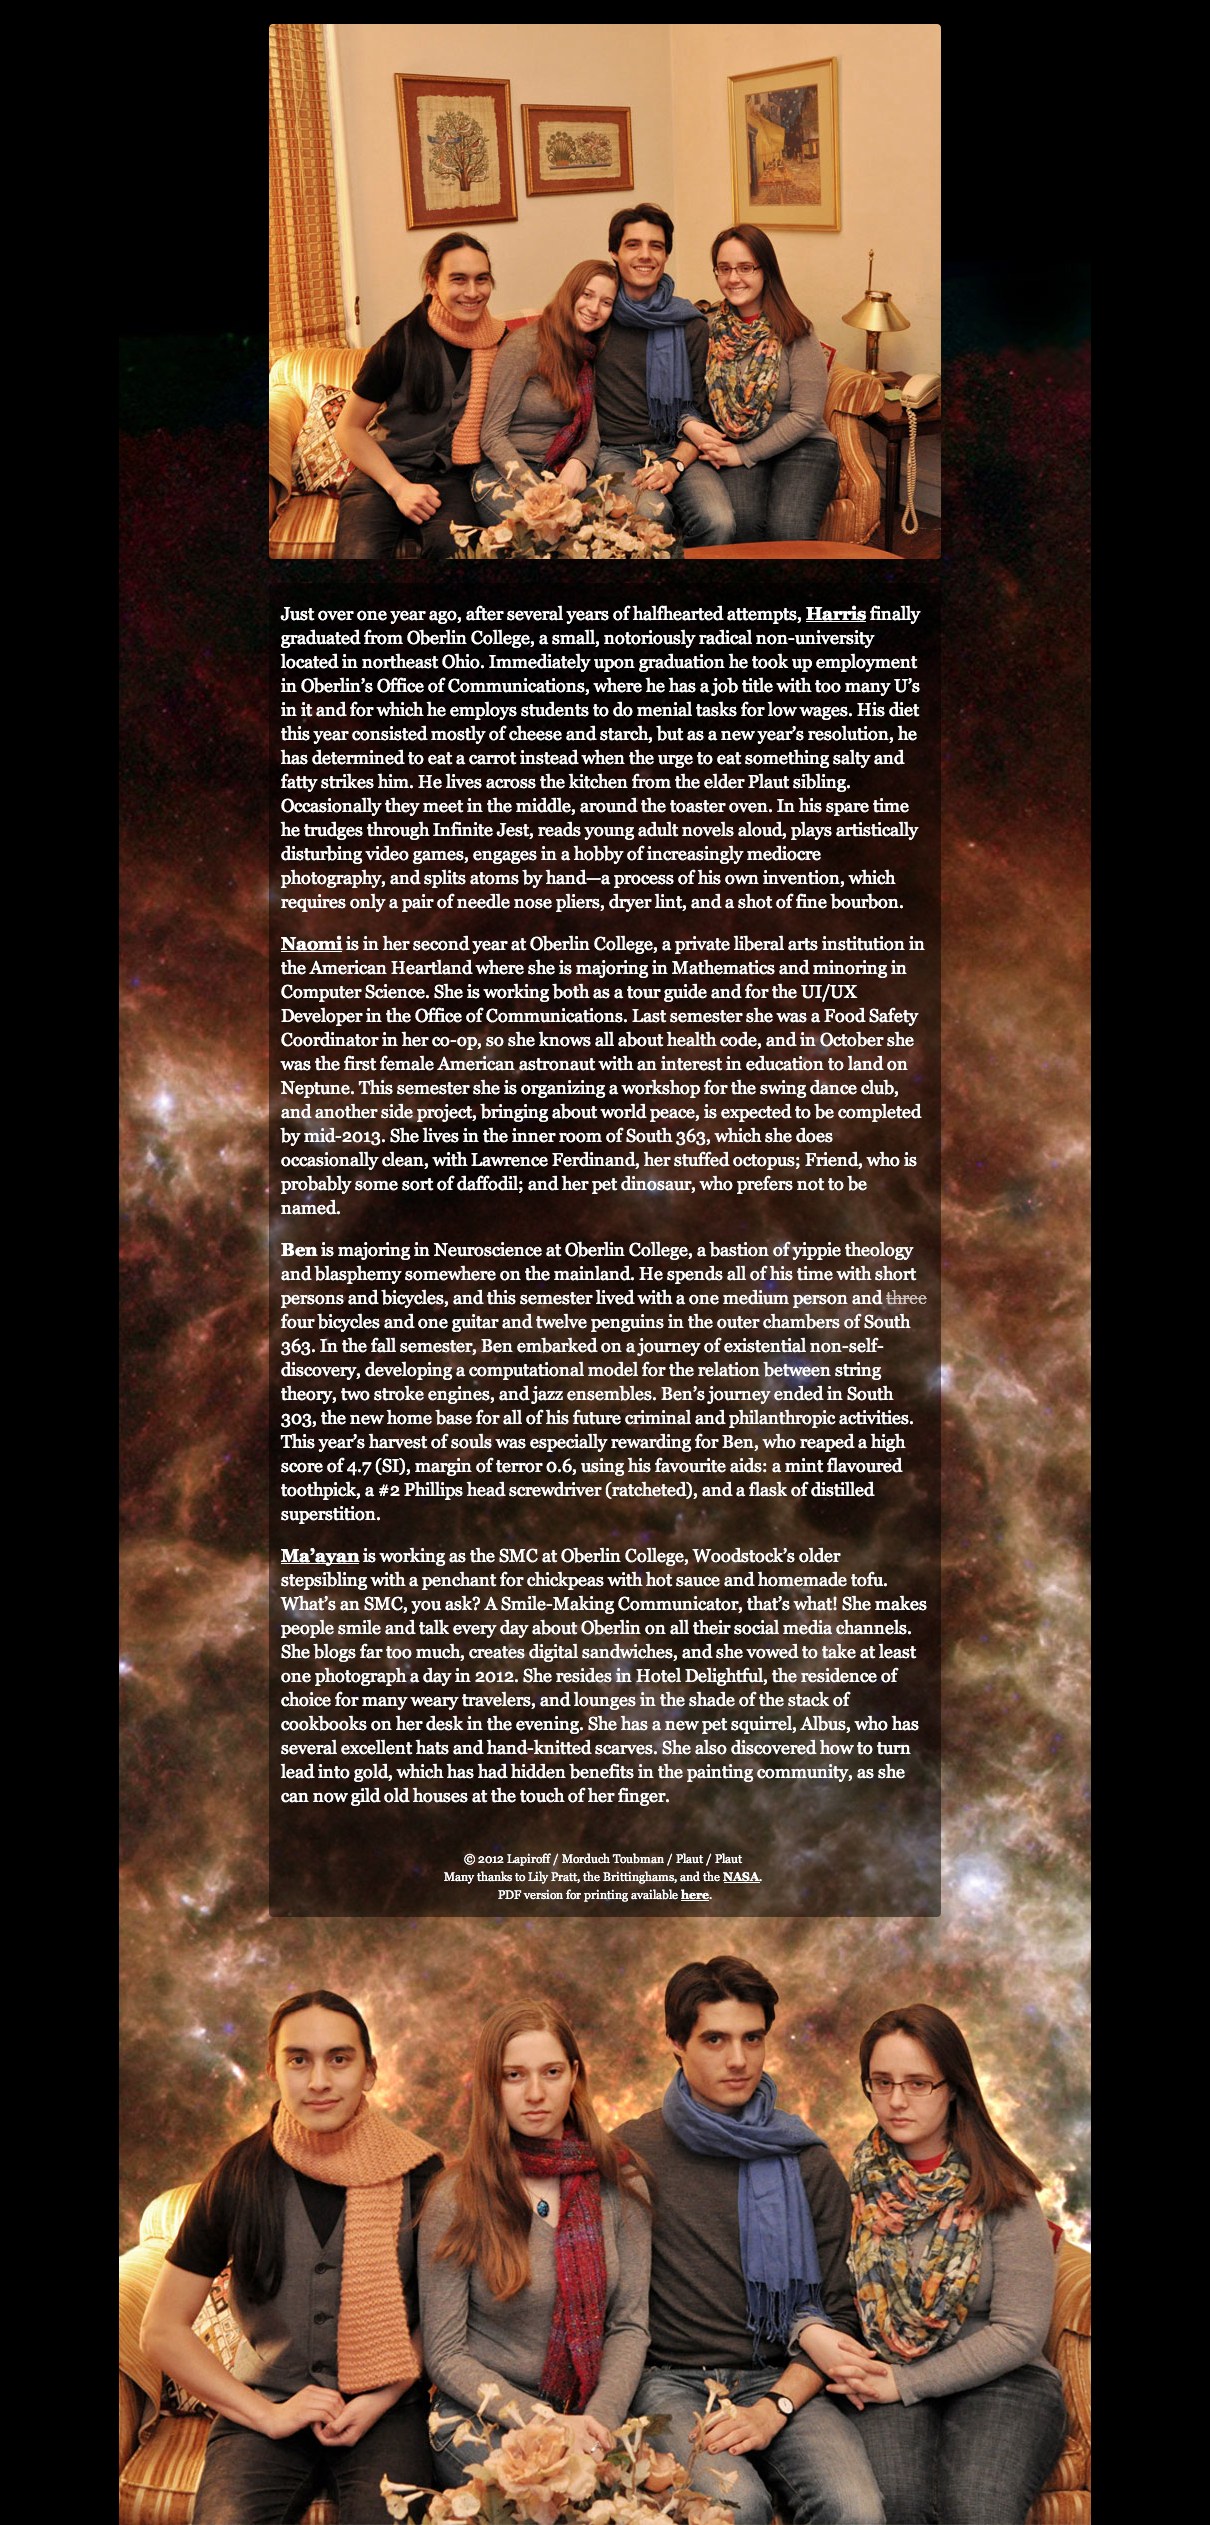 Just over one year ago, after several years of halfhearted attempts, Harris finally
graduated from Oberlin College, a small, notoriously radical non-university
located in northeast Ohio. Immediately upon graduation he took up employment
in Oberlin’s Office of Communications, where he has a job title with too many U’s
in it and for which he employs students to do menial tasks for low wages. His diet
this year consisted mostly of cheese and starch, but as a new year’s resolution, he
has determined to eat a carrot instead when the urge to eat something salty and
fatty strikes him. He lives across the kitchen from the elder Plaut sibling.
Occasionally they meet in the middle, around the toaster oven. In his spare time
he trudges through Infinite Jest, reads young adult novels aloud, plays artistically
disturbing video games, engages in a hobby of increasingly mediocre
photography, and splits atoms by hand—a process of his own invention, which
requires only a pair of needle nose pliers, dryer lint, and a shot of fine bourbon.
Naomi is in her second year at Oberlin College, a private liberal arts institution in
the American Heartland where she is majoring in Mathematics and minoring in
Computer Science. She is working both as a tour guide and for the UI/UX
Developer in the Office of Communications. Last semester she was a Food Safety
Coordinator in her co-op, so she knows all about health code, and in October she
was the first female American astronaut with an interest in education to land on
Neptune. This semester she is organizing a workshop for the swing dance club,
and another side project, bringing about world peace, is expected to be completed
by mid-2013. She lives in the inner room of South 363, which she does
occasionally clean, with Lawrence Ferdinand, her stuffed octopus; Friend, who is
probably some sort of daffodil; and her pet dinosaur, who prefers not to be
named.
Ben is majoring in Neuroscience at Oberlin College, a bastion of yippie theology
and blasphemy somewhere on the mainland. He spends all of his time with short
persons and bicycles, and this semester lived with a one medium person and three
four bicycles and one guitar and twelve penguins in the outer chambers of South
363. In the fall semester, Ben embarked on a journey of existential non-self-
discovery, developing a computational model for the relation between string
theory, two stroke engines, and jazz ensembles. Ben’s journey ended in South
303, the new home base for all of his future criminal and philanthropic activities.
This year’s harvest of souls was especially rewarding for Ben, who reaped a high
score of 4.7 (SI), margin of terror 0.6, using his favourite aids: a mint flavoured
toothpick, a #2 Phillips head screwdriver (ratcheted), and a flask of distilled
superstition.
Ma’ayan is working as the SMC at Oberlin College, Woodstock’s older
stepsibling with a penchant for chickpeas with hot sauce and homemade tofu.
What’s an SMC, you ask? A Smile-Making Communicator, that’s what! She makes
people smile and talk every day about Oberlin on all their social media channels.
She blogs far too much, creates digital sandwiches, and she vowed to take at least
one photograph a day in 2012. She resides in Hotel Delightful, the residence of
choice for many weary travelers, and lounges in the shade of the stack of
cookbooks on her desk in the evening. She has a new pet squirrel, Albus, who has
several excellent hats and hand-knitted scarves. She also discovered how to turn
lead into gold, which has had hidden benefits in the painting community, as she
can now gild old houses at the touch of her finger.
© 2012 Lapiroff / Morduch Toubman / Plaut / Plaut
Many thanks to Lily Pratt, the Brittinghams, and the NASA.
PDF version for printing available here.